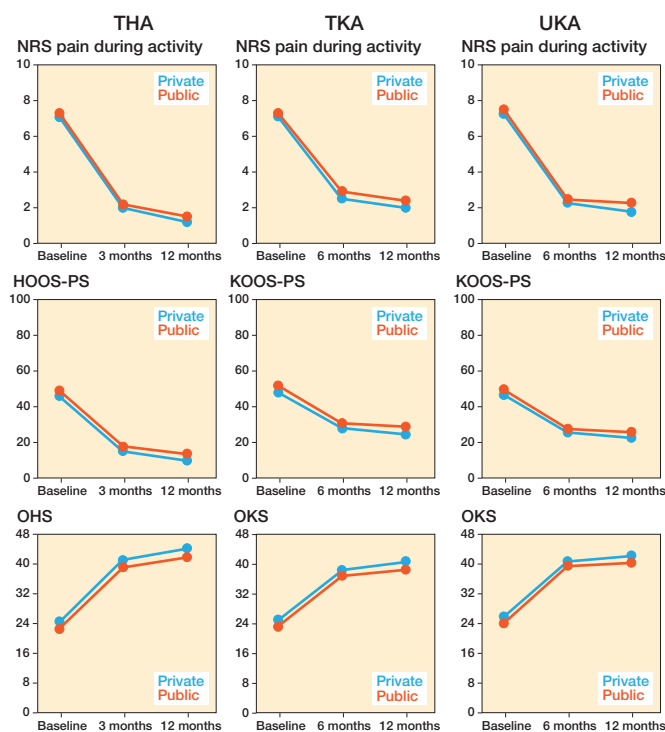 THA TKA UKA
NRS pain during activity NRS pain during activity NRS pain during activity
10 10 10
Private Private Private
8 Public 8 Public 8 Public
6 6 6
4 4 4
2 2 2
0 0 0
Baseline 3 months 12 months Baseline 6 months 12 months Baseline 6 months 12 months
HOOS-PS KOOS-PS KOOS-PS
100 100 100
Private Private Private
80 Public 80 Public 80 Public
60 60 60
40 40 40
20 20 20
0 0 0
Baseline 3 months 12 months Baseline 6 months 12 months Baseline 6 months 12 months
OHS OKS OKS
48 48 48
40 40 40
32 32 32
24 24 24
16 16 16
8 Private 8 Private 8 Private
Public Public Public
0 0 0
Baseline 3 months 12 months Baseline 6 months 12 months Baseline 6 months 12 months